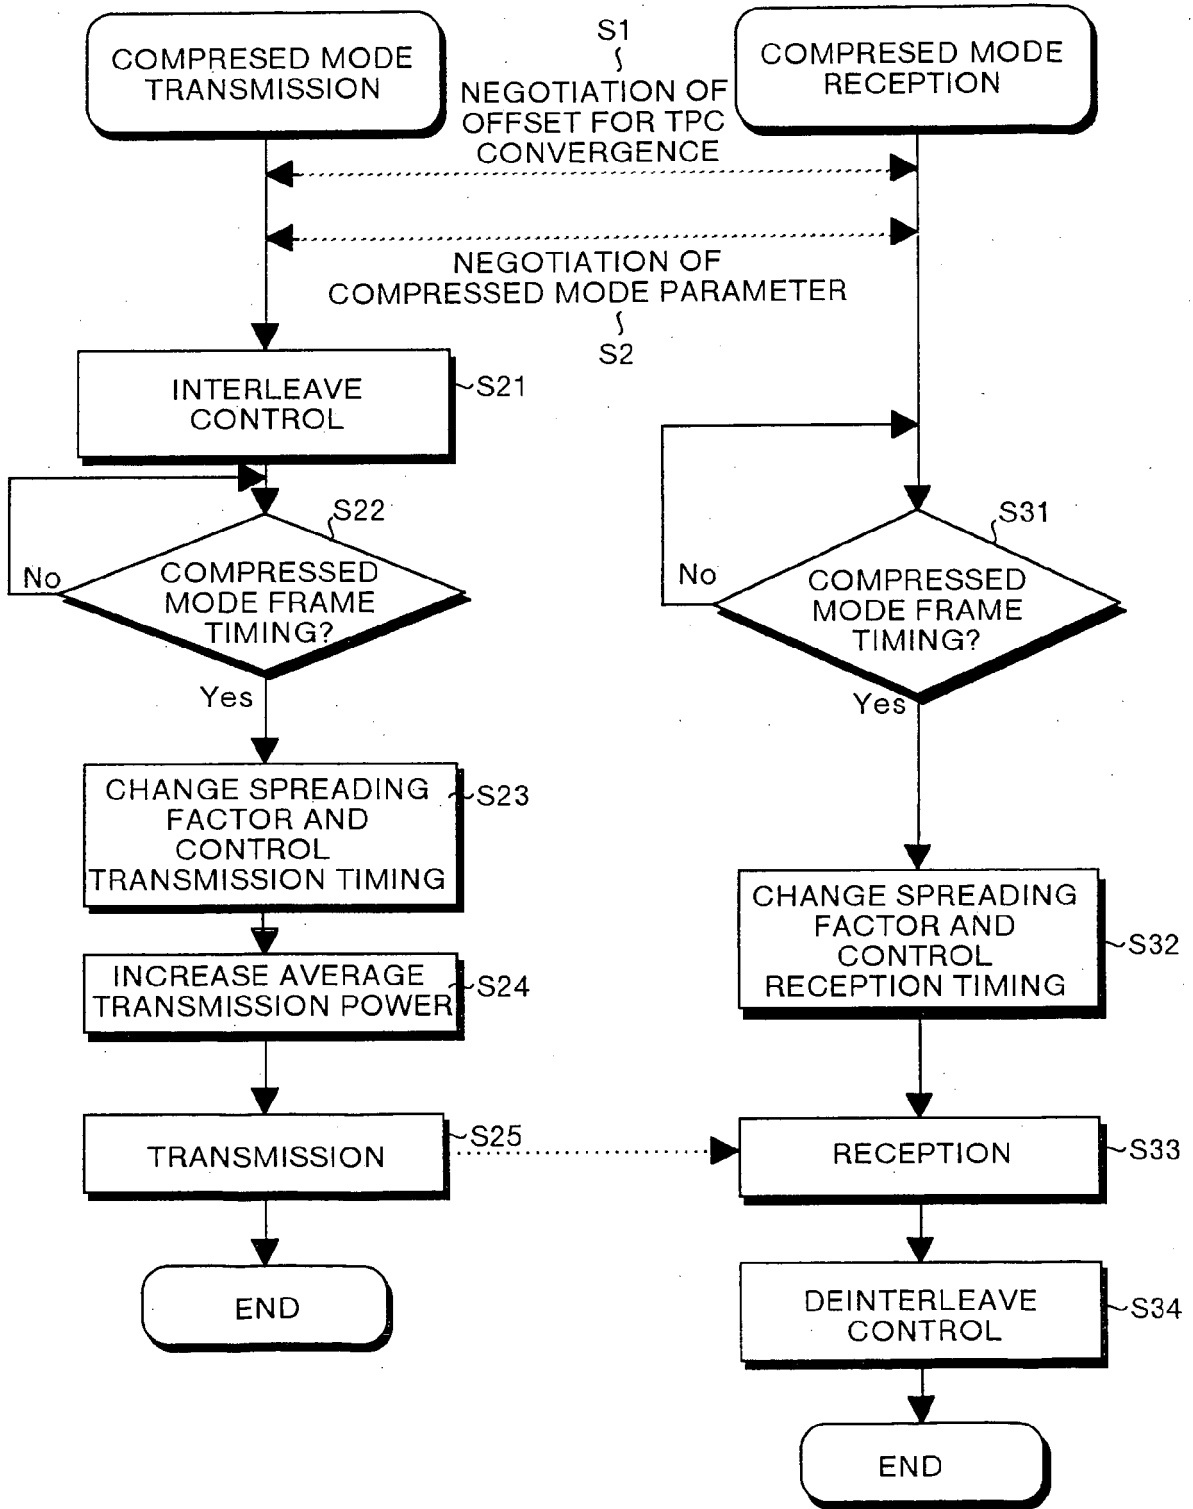 COMPRESED MODE
TRANSMISSION
S1
NEGOTIATION OF
OFFSET FOR TPC
CONVERGENCE
COMPRESED MODE
RECEPTION
NEGOTIATION OF
COMPRESSED MODE PARAMETER
S2
INTERLEAVE
CONTROL
S21
S22
No
COMPRESSED
MODE FRAME
TIMING?
Yes
CHANGE SPREADING
FACTOR AND
CONTROL
TRANSMISSION TIMING
S23
INCREASE AVERAGE
TRANSMISSION POWER
S24
TRANSMISSION
S25
END
S31
No
COMPRESSED
MODE FRAME
TIMING?
Yes
CHANGE SPREADING
FACTOR AND
CONTROL
RECEPTION TIMING
S32
RECEPTION
S33
DEINTERLEAVE
CONTROL
S34
END